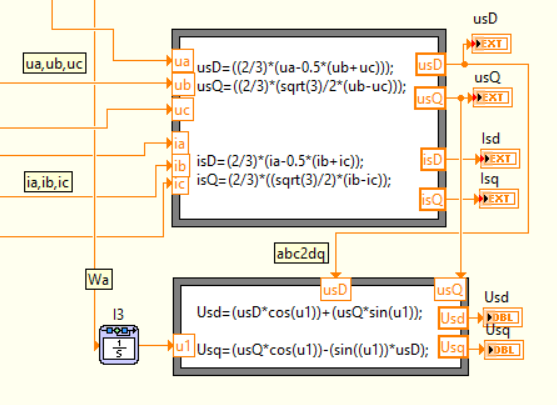 usD
EXT
ua,ub,uc
ua
usD=((2/3)*(ua-0.5*(ub+uc)));
usD
usQ
ub
usQ=((2/3)*(sqrt(3)/2*(ub-uc)));
usQ
EXT
uc
ia
Isd
ib
isD=(2/3)*(ia-0.5*(ib+ic));
isD
EXT
ia,ib,ic
ic
isQ=(2/3)*((sqrt(3)/2)*(ib-ic));
Isq
isQ
EXT
abc2dq
Wa
usD
usQ
I3
Usd=(usD*cos(u1))+(usQ*sin(u1));
Usd
Usd
DBL
1
s
u1
Usq=(usQ*cos(u1))-(sin((u1))*usD);
Usq
Usq
DBL